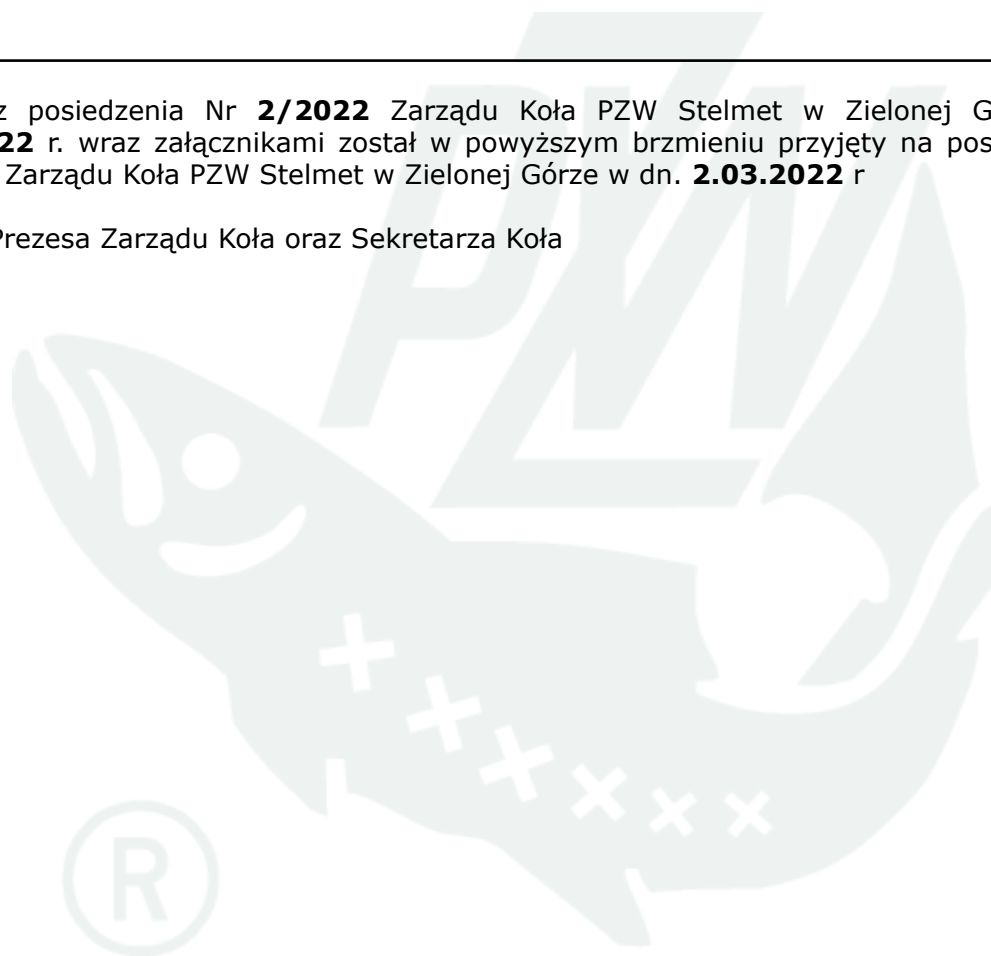 z posiedzenia Nr 2/2022 Zarządu Koła PZW Stelmet w Zielonej G
22 r. wraz załącznikami został w powyższym brzmieniu przyjęty na pos
Zarządu Koła PZW Stelmet w Zielonej Górze w dn. 2.03.2022 r
Prezesa Zarządu Koła oraz Sekretarza Koła
PZW
®